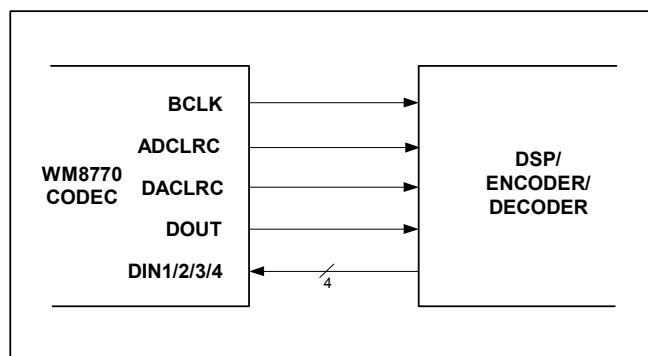 BCLK
ADCLRC
WM8770
CODEC
DACLRC
DOUT
DIN1/2/3/4
4
DSP/
ENCODER/
DECODER